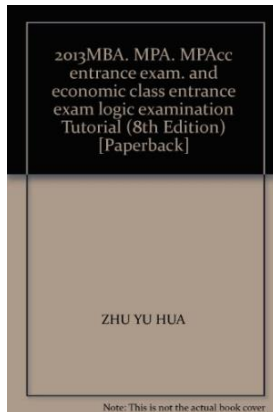 2013MBA. MPA. MPAcc
entrance exam. and
economic class entrance
exam logic examination
Tutorial (8th Edition)
[Paperback]
ZHU YU HUA
Note: This is not the actual book cover